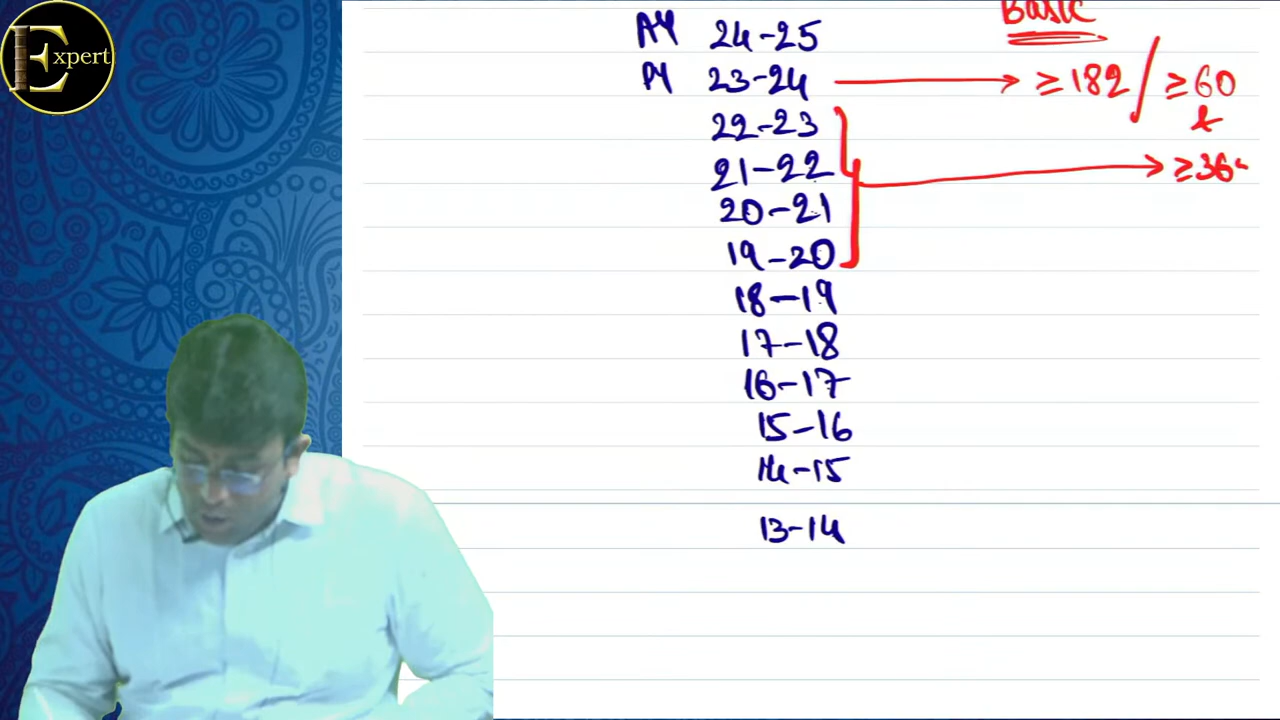 Expert
Basic
AY 24-25
PY 23-24 → ≥182 / ≥60
22-23 &
21-22 → ≥365
20-21
19-20
18-19
17-18
16-17
15-16
14-15
13-14